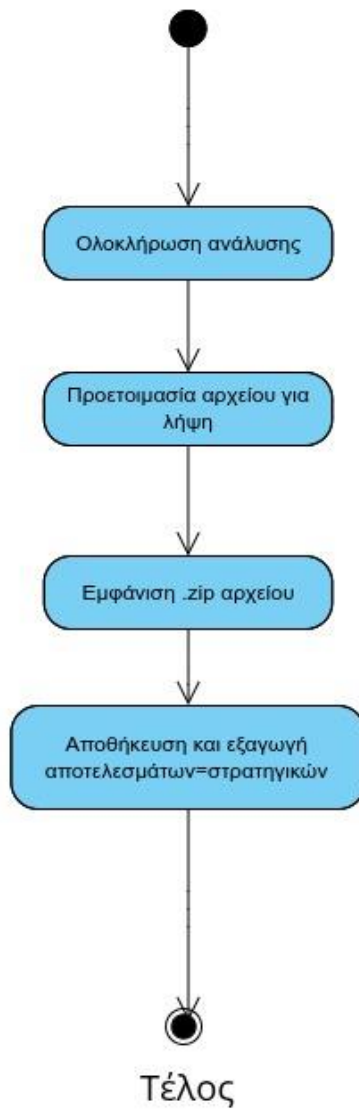 Ολοκλήρωση ανάλυσης
Προετοιμασία αρχείου για
λήψη
Εμφάνιση .zip αρχείου
Αποθήκευση και εξαγωγή
αποτελεσμάτων=στρατηγικών
Τέλος